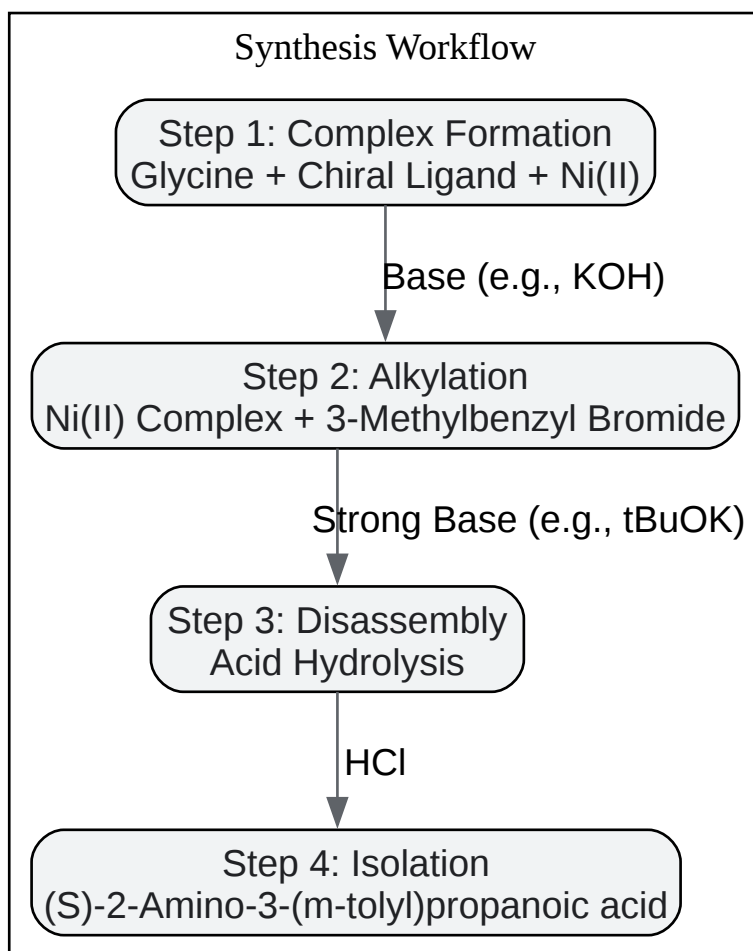 Synthesis Workflow
Step 1: Complex Formation
Glycine + Chiral Ligand + Ni(II)
Base (e.g., KOH)
Step 2: Alkylation
Ni(II) Complex + 3-Methylbenzyl Bromide
Strong Base (e.g., tBuOK)
Step 3: Disassembly
Acid Hydrolysis
HCl
Step 4: Isolation
(S)-2-Amino-3-(m-tolyl)propanoic acid